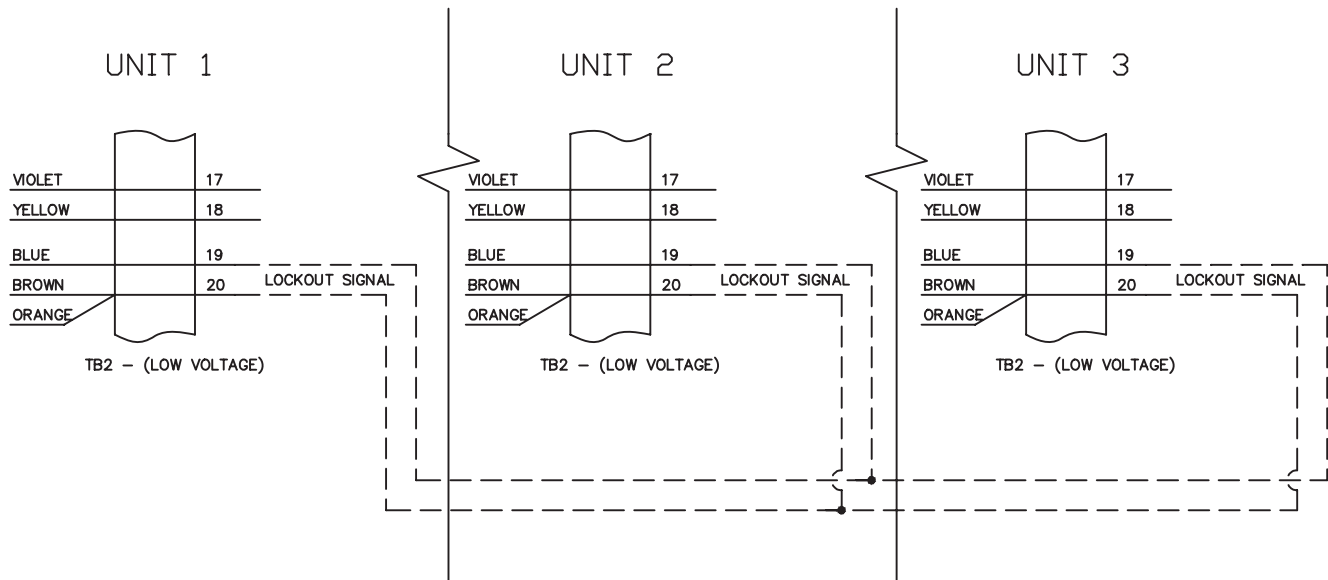 UNIT 1
VIOLET 17
YELLOW 18
BLUE 19
BROWN 20 LOCKOUT SIGNAL
ORANGE
TB2 - (LOW VOLTAGE)
UNIT 2
VIOLET 17
YELLOW 18
BLUE 19
BROWN 20 LOCKOUT SIGNAL
ORANGE
TB2 - (LOW VOLTAGE)
UNIT 3
VIOLET 17
YELLOW 18
BLUE 19
BROWN 20 LOCKOUT SIGNAL
ORANGE
TB2 - (LOW VOLTAGE)